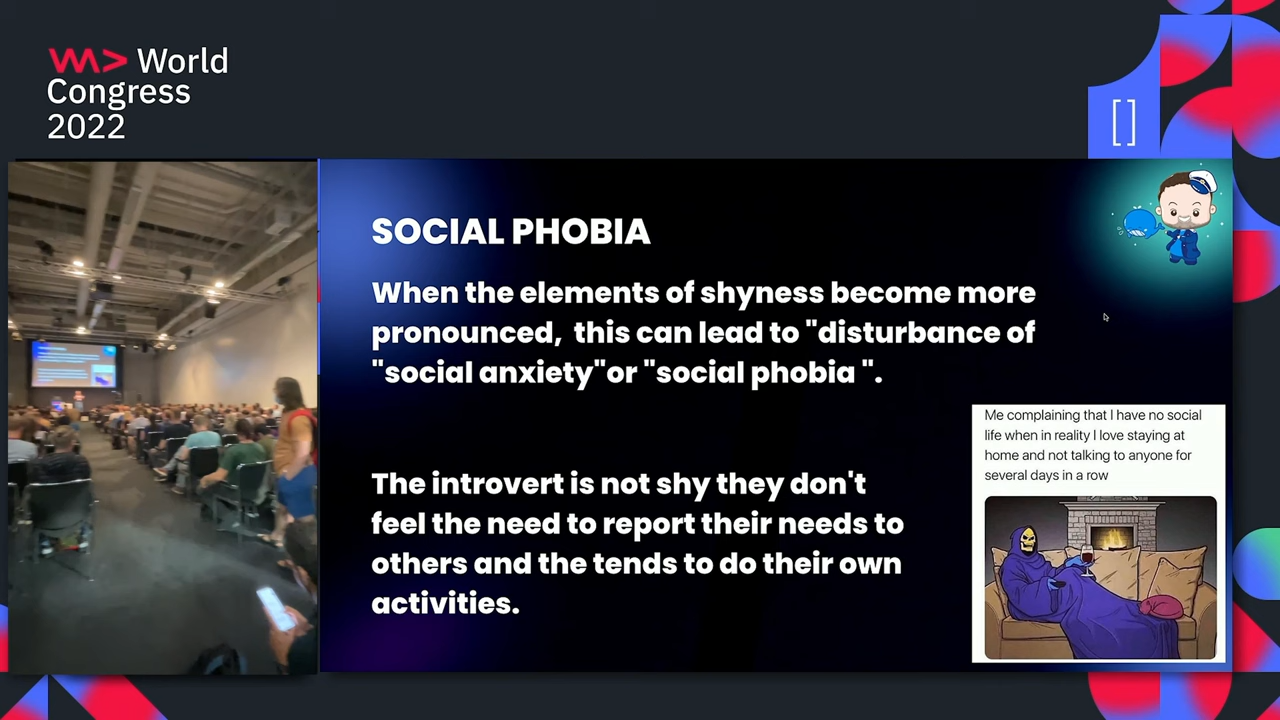 World
Congress
2022
[]
SOCIAL PHOBIA
When the elements of shyness become more
pronounced,  this can lead to "disturbance of
"social anxiety"or "social phobia ".
The introvert is not shy they don't
feel the need to report their needs to
others and the tends to do their own
activities.
Me complaining that I have no social
life when in reality I love staying at
home and not talking to anyone for
several days in a row